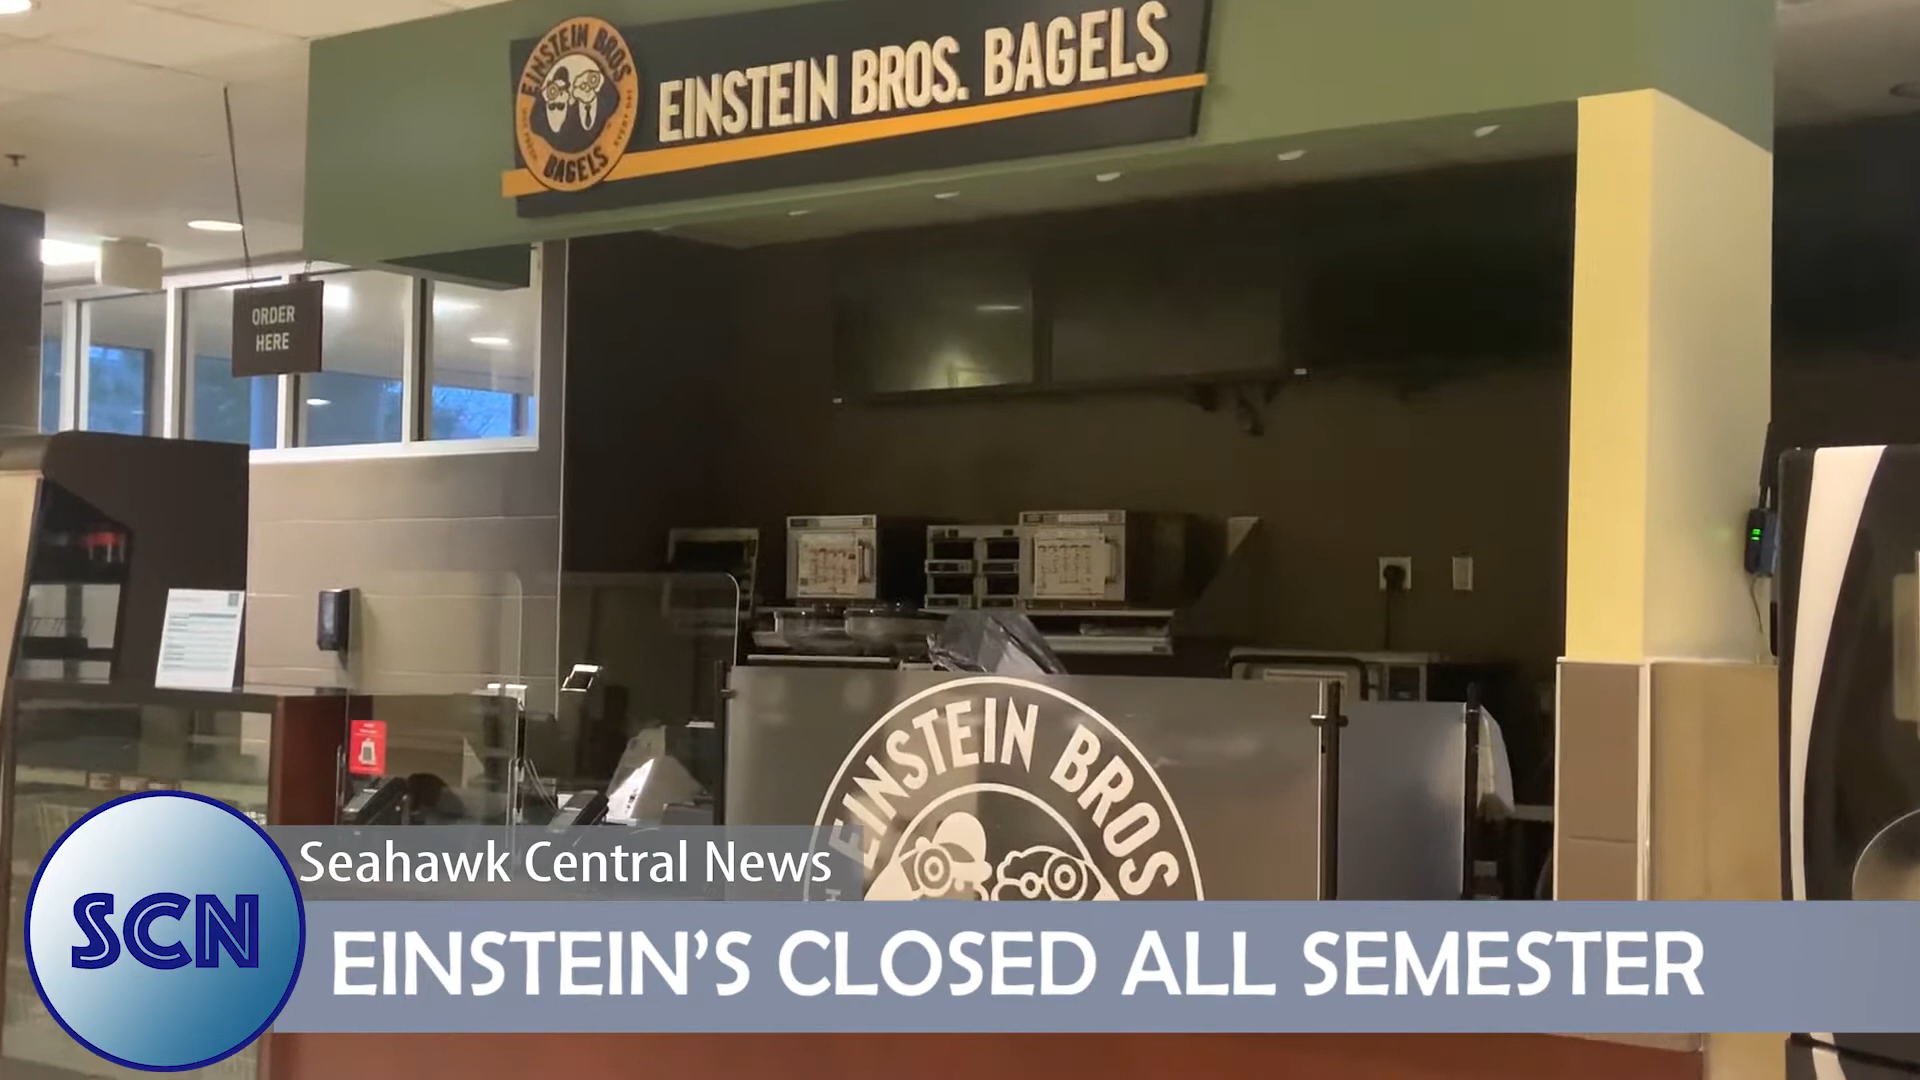 EINSTEIN BROS
BAGELS
EINSTEIN BROS. BAGELS
ORDER
HERE
EINSTEIN BROS
Seahawk Central News
SCN
EINSTEIN’S CLOSED ALL SEMESTER